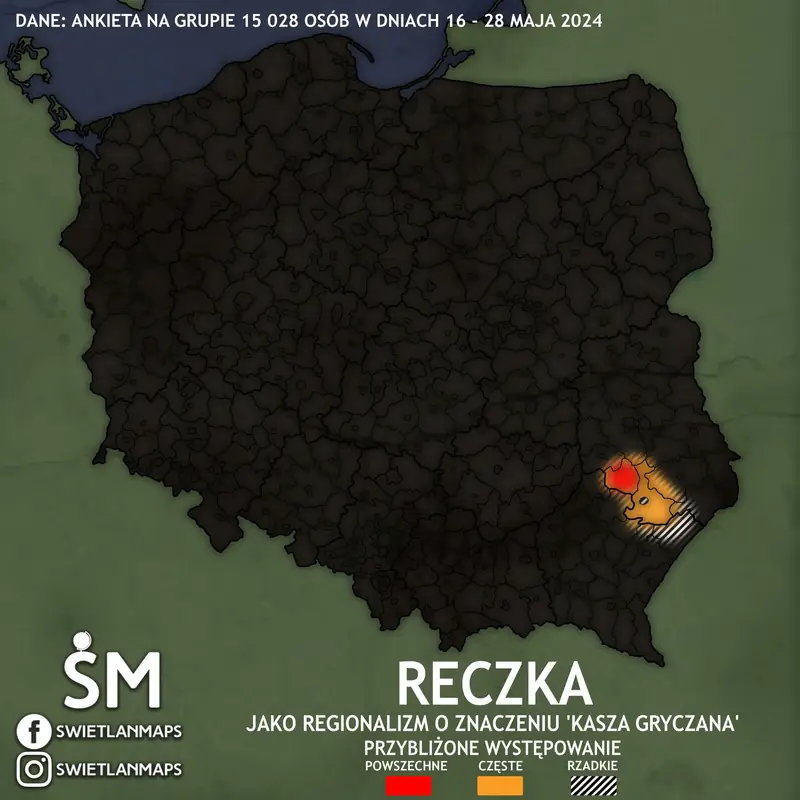 DANE: ANKIETA NA GRUPIE 15 028 OSÓB W DNIACH 16 - 28 MAJA 2024
ŚM
SWIETLANMAPS
SWIETLANMAPS
RECZKA
JAKO REGIONALIZM O ZNACZENIU 'KASZA GRYCZANA'
PRZYBLIŻONE WYSTĘPOWANIE
POWSZECHNE CZĘSTE RZADKIE